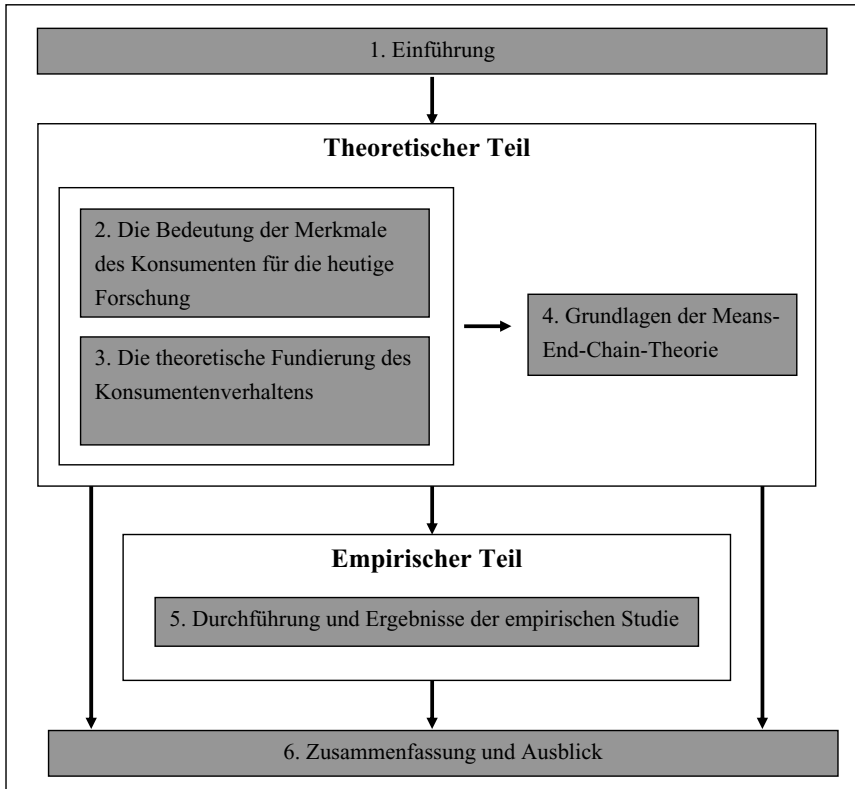 1. Einführung
Theoretischer Teil
2. Die Bedeutung der Merkmale
des Konsumenten für die heutige
Forschung
3. Die theoretische Fundierung des
Konsumentenverhaltens
4. Grundlagen der Means-
End-Chain-Theorie
Empirischer Teil
5. Durchführung und Ergebnisse der empirischen Studie
6. Zusammenfassung und Ausblick